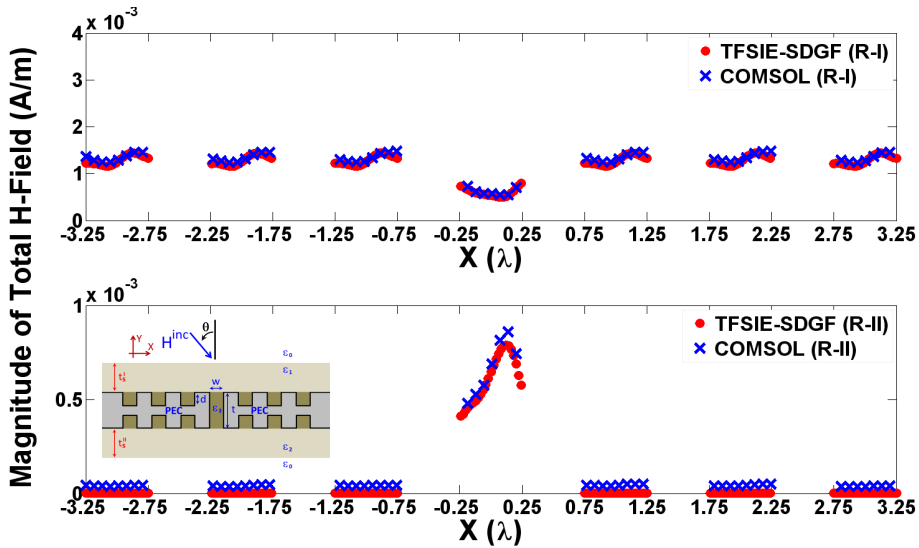 Magnitude of Total H-Field (A/m)
4 x 10⁻³
3
2
1
0
TFSIE-SDGF (R-I)
COMSOL (R-I)
-3.25 -2.75 -2.25 -1.75 -1.25 -0.75 -0.25 0.25 0.75 1.25 1.75 2.25 2.75 3.25
X (λ)
1 x 10⁻³
0.5
0
TFSIE-SDGF (R-II)
COMSOL (R-II)
Y
X
H^inc
θ
ε₀
ε₁
t_s^I
w
d
PEC
ε₃
t
PEC
t_s^II
ε₂
ε₀
-3.25 -2.75 -2.25 -1.75 -1.25 -0.75 -0.25 0.25 0.75 1.25 1.75 2.25 2.75 3.25
X (λ)